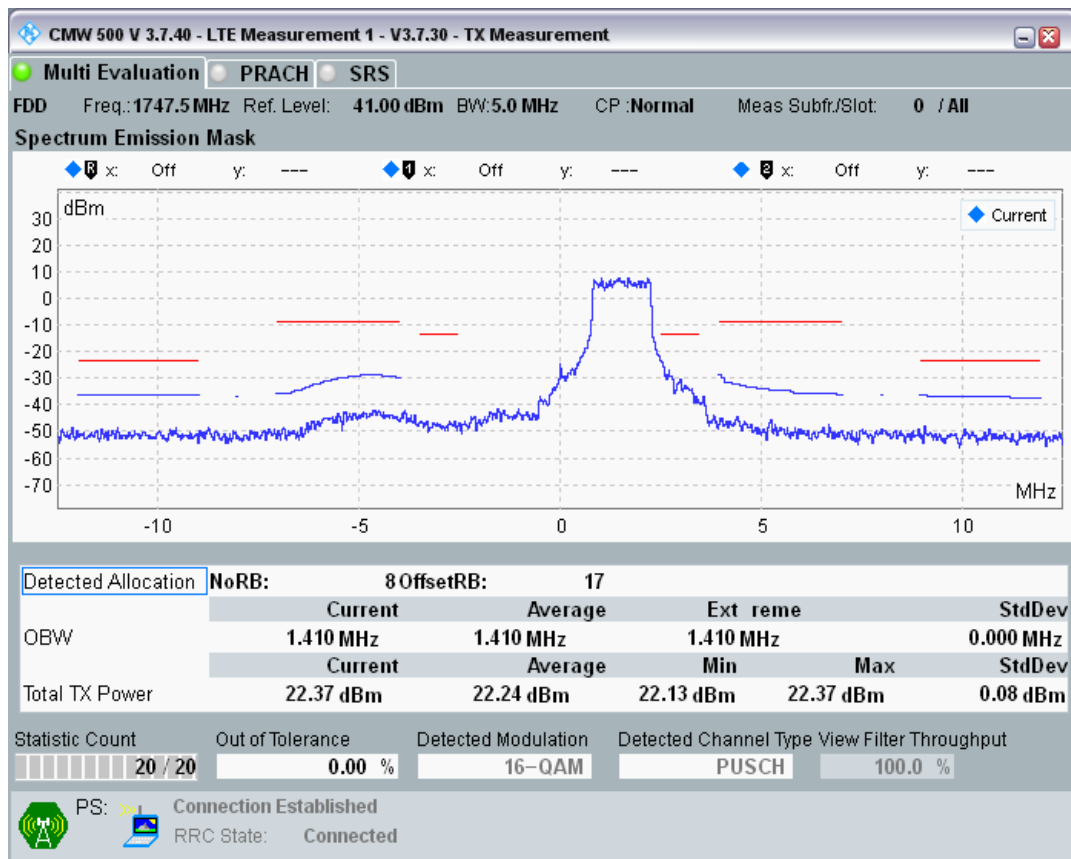 CMW 500 V 3.7.40 - LTE Measurement 1 - V3.7.30 - TX Measurement
Multi Evaluation PRACH SRS
FDD Freq.:1747.5 MHz Ref. Level: 41.00 dBm BW:5.0 MHz CP :Normal Meas Subfr./Slot: 0 / All
Spectrum Emission Mask
R x: Off y: --- 1 x: Off y: --- 2 x: Off y: ---
dBm
Current
30
20
10
0
-10
-20
-30
-40
-50
-60
-70
MHz
-10 -5 0 5 10
Detected Allocation NoRB: 8 OffsetRB: 17
Current Average Ext reme StdDev
OBW 1.410 MHz 1.410 MHz 1.410 MHz 0.000 MHz
Current Average Min Max StdDev
Total TX Power 22.37 dBm 22.24 dBm 22.13 dBm 22.37 dBm 0.08 dBm
Statistic Count Out of Tolerance Detected Modulation Detected Channel Type View Filter Throughput
20 / 20 0.00 % 16-QAM PUSCH 100.0 %
PS: Connection Established
RRC State: Connected